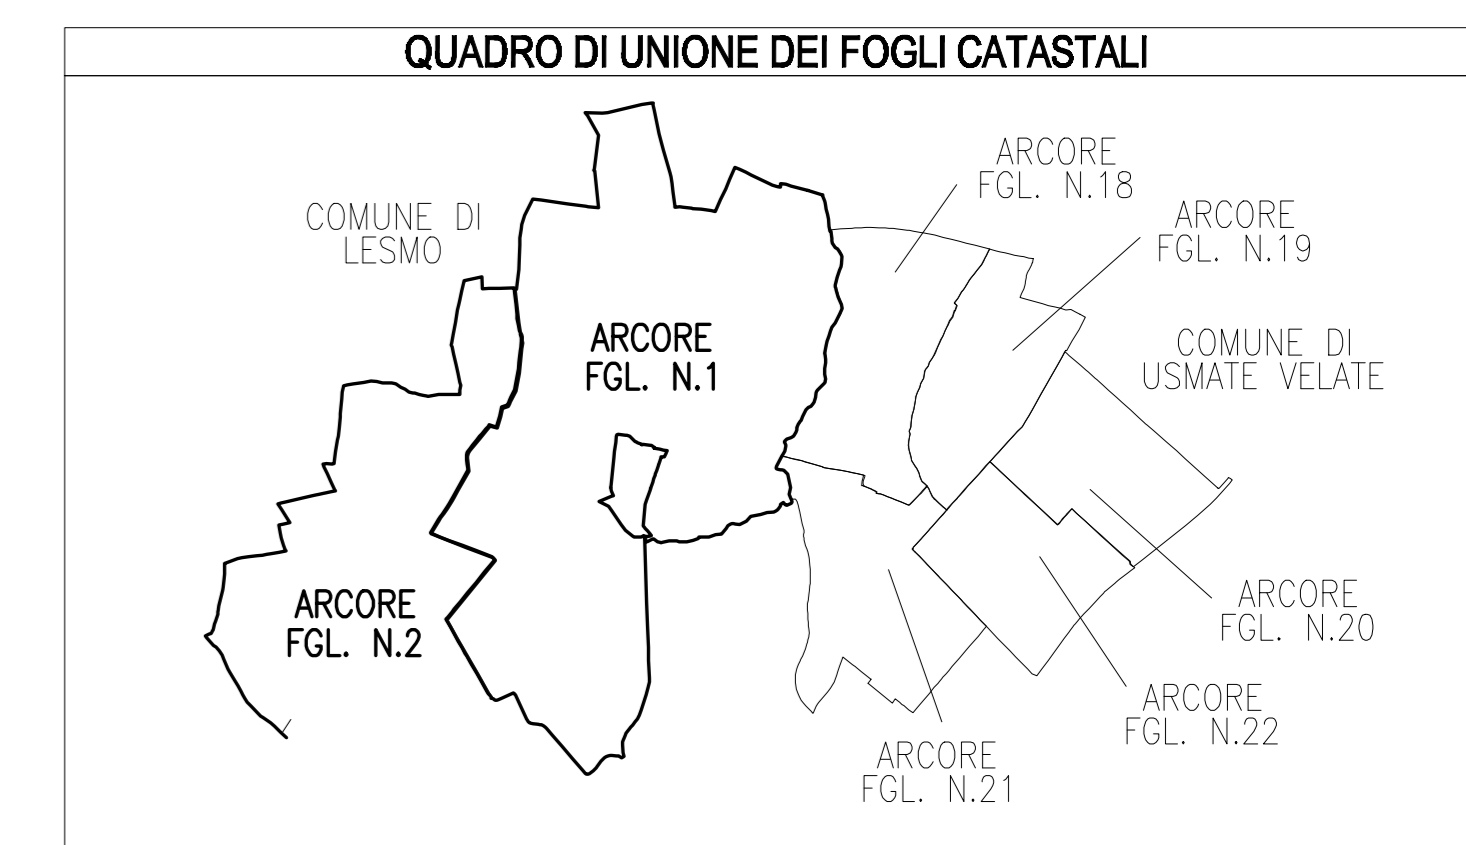 QUADRO DI UNIONE DEI FOGLI CATASTALI
ARCORE
FGL. N.18
COMUNE DI
LESMO
ARCORE
FGL. N.19
ARCORE
FGL. N.1
COMUNE DI
USMATE VELATE
ARCORE
FGL. N.2
ARCORE
FGL. N.20
ARCORE
FGL. N.22
ARCORE
FGL. N.21